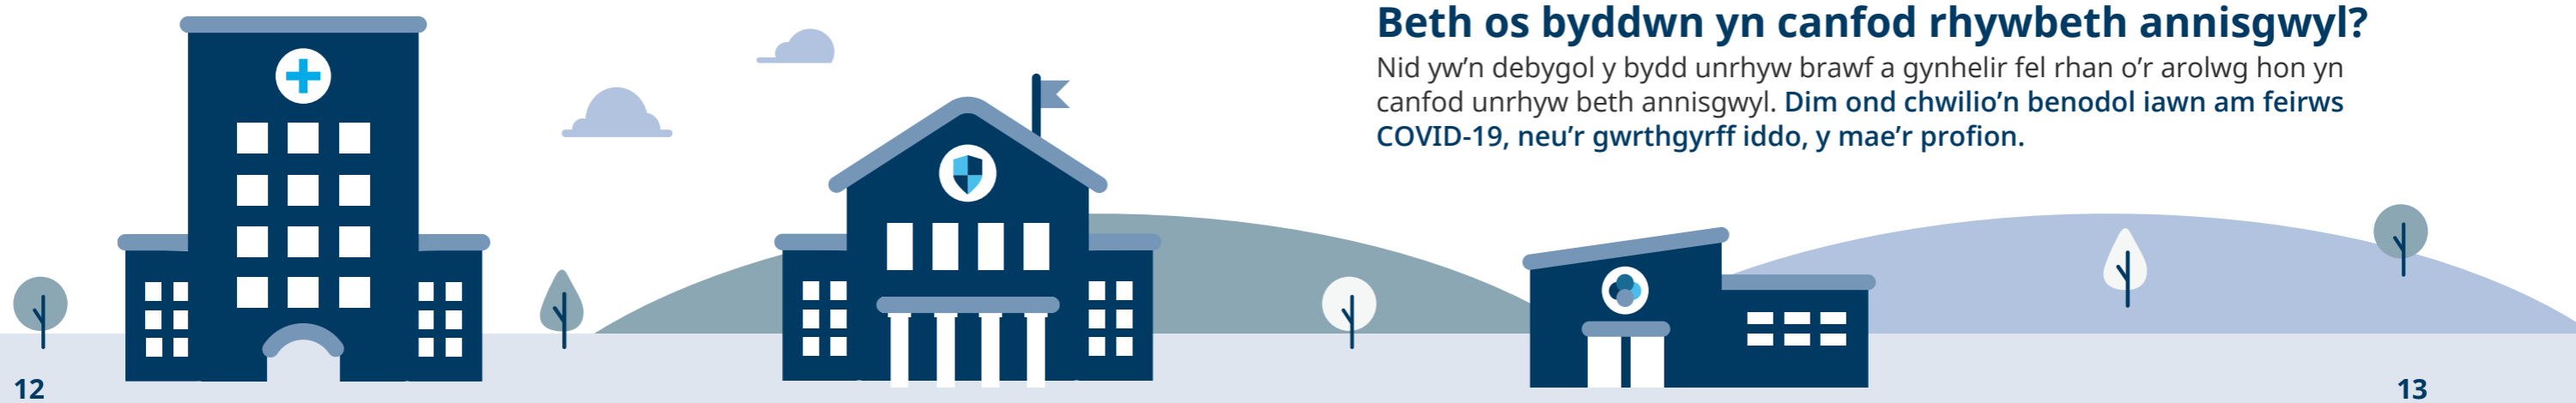 Beth os byddwn yn canfod rhywbeth annisgwyl?
Nid yw’n debygol y bydd unrhyw brawf a gynhelir fel rhan o’r arolwg hon yn
canfod unrhyw beth annisgwyl. Dim ond chwilio’n benodol iawn am feirws
COVID-19, neu’r gwrthgyrff iddo, y mae’r profion.
12
13